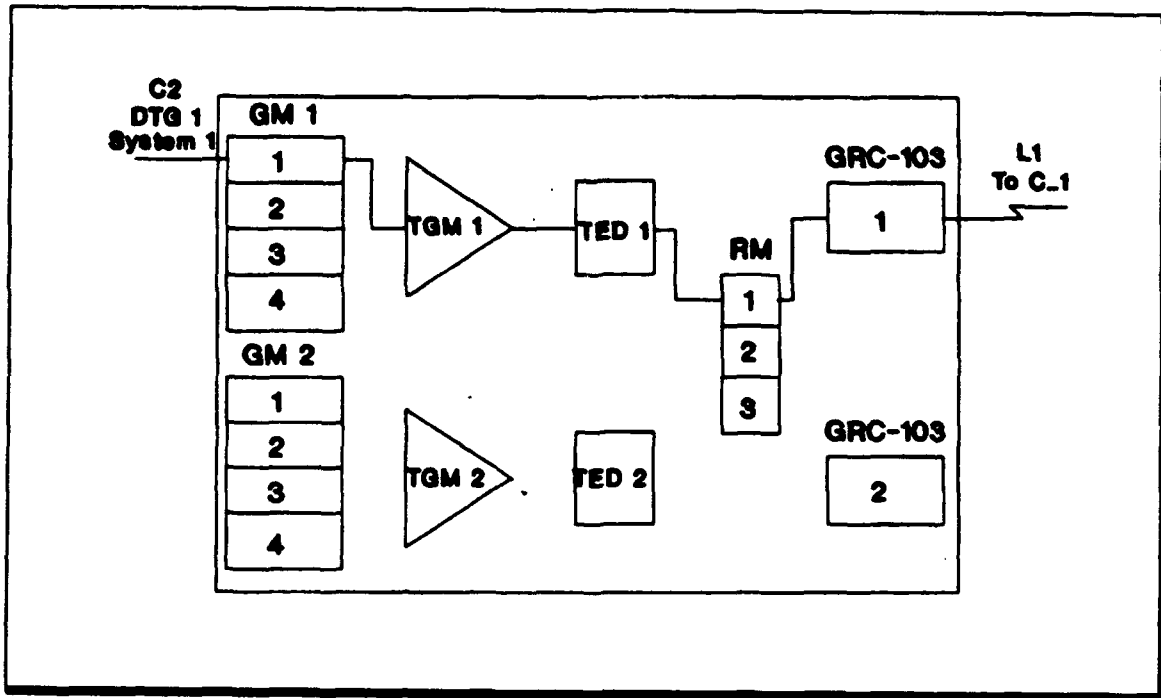 C2
DTG 1
System 1
GM 1
1
2
3
4
GM 2
1
2
3
4
TGM 1
TGM 2
TED 1
TED 2
RM
1
2
3
GRC-103
1
GRC-103
2
L1
To C_1